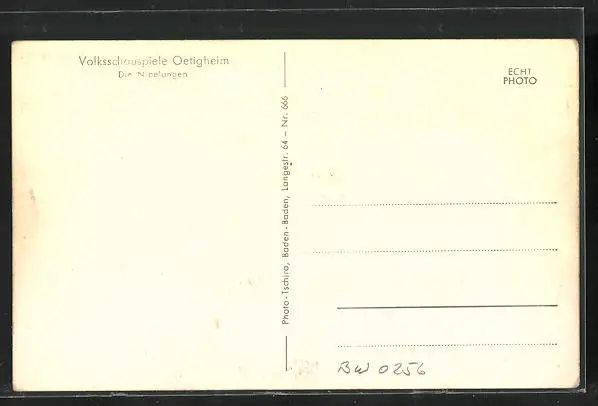 Volksschauspiele Oetigheim
Die Nibelungen
Photo-Tschira, Baden-Baden, Langestr. 64 – Nr. 666
ECHT
PHOTO
BW 0256